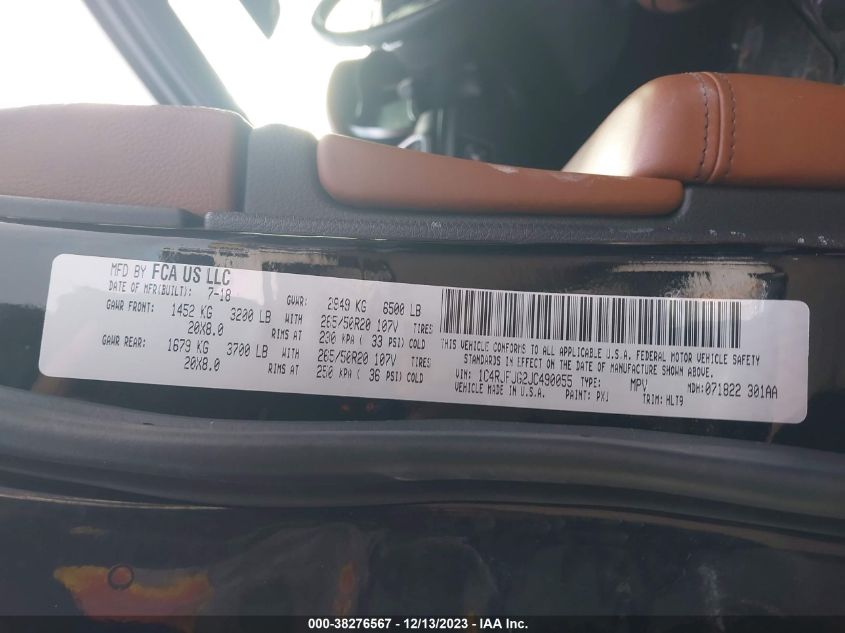 MFD BY FCA US LLC
DATE OF MFR(BUILT): 7-18 GVWR: 2949 KG 6500 LB
GAWR FRONT: 1452 KG 3200 LB WITH 265/50R20 107V TIRES
20X8.0 RIMS AT 230 KPA ( 33 PSI) COLD
GAWR REAR: 1679 KG 3700 LB WITH 265/50R20 107V TIRES
20X8.0 RIMS AT 250 KPA ( 36 PSI) COLD
THIS VEHICLE CONFORMS TO ALL APPLICABLE U.S.A. FEDERAL MOTOR VEHICLE SAFETY
STANDARDS IN EFFECT ON THE DATE OF MANUFACTURE SHOWN ABOVE.
VIN: 1C4RJFJG2JC490055 TYPE: MPV MDH: 071822 301AA
VEHICLE MADE IN U.S.A. PAINT: PXJ TRIM: HLT9
000-38276567 - 12/13/2023 - IAA Inc.